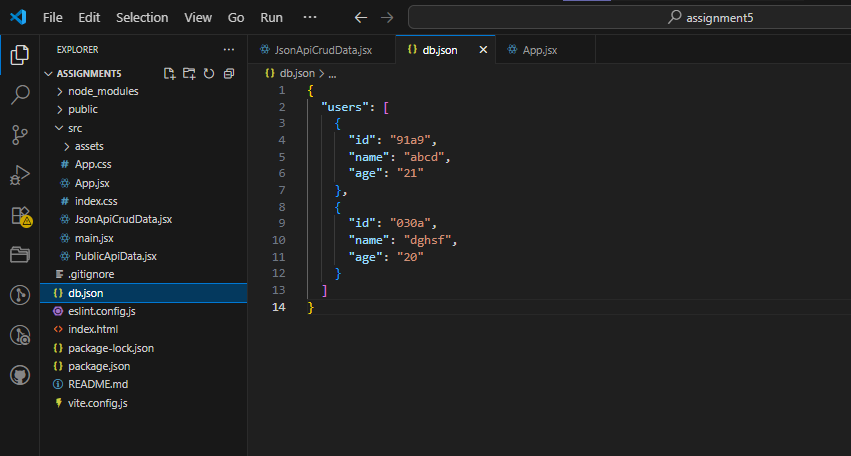 File Edit Selection View Go Run ··· ← → assignment5
EXPLORER ···
ASSIGNMENT5
node_modules
public
src
assets
# App.css
App.jsx
# index.css
JsonApiCrudData.jsx
main.jsx
PublicApiData.jsx
.gitignore
{} db.json
eslint.config.js
<> index.html
{} package-lock.json
{} package.json
README.md
vite.config.js
JsonApiCrudData.jsx {} db.json × App.jsx
{} db.json > ...
1 {
2 "users": [
3 {
4 "id": "91a9",
5 "name": "abcd",
6 "age": "21"
7 },
8 {
9 "id": "030a",
10 "name": "dghsf",
11 "age": "20"
12 }
13 ]
14 }